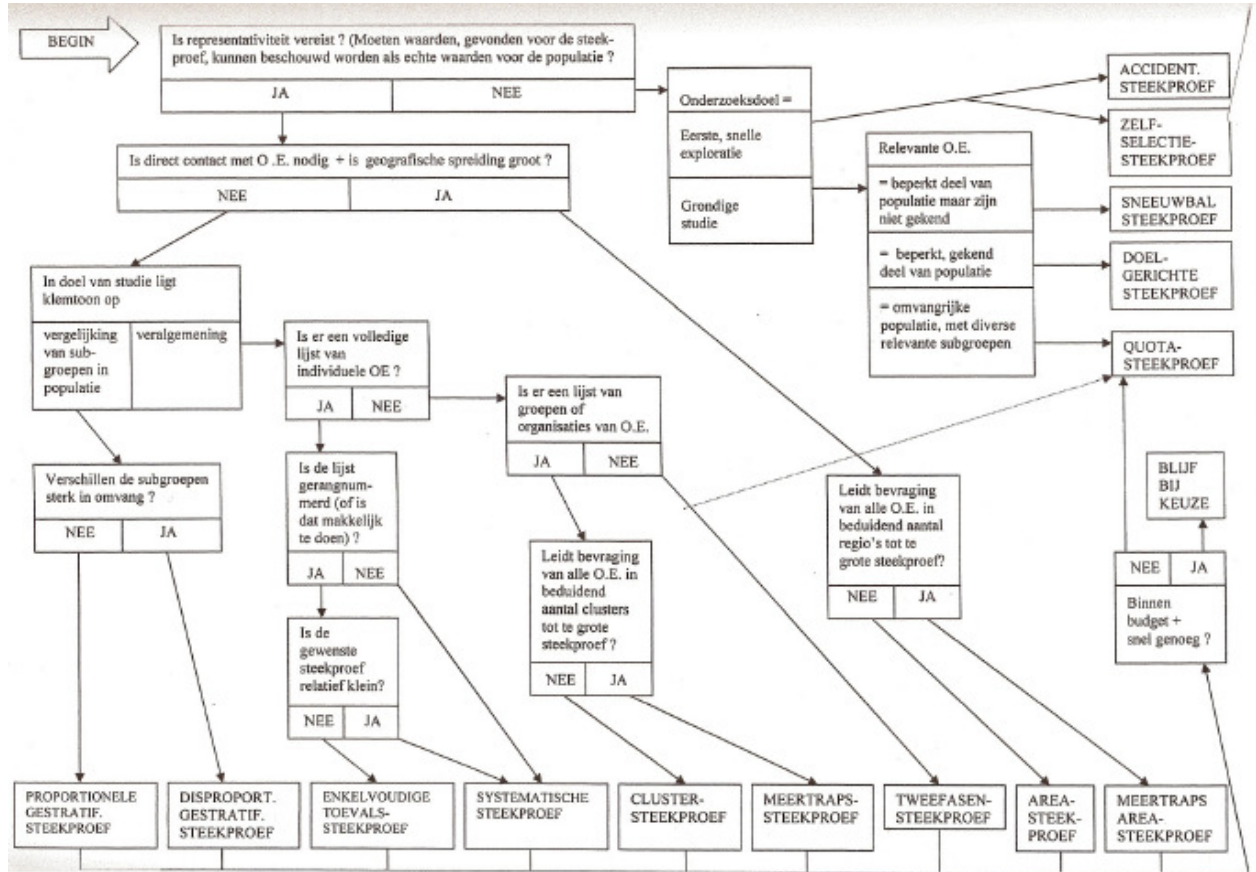 BEGIN
Is representativiteit vereist ? (Moeten waarden, gevonden voor de steek-
proef, kunnen beschouwd worden als echte waarden voor de populatie ?
JA
NEE
Onderzoeksdoel =
Eerste, snelle
exploratie
Grondige
studie
ACCIDENT.
STEEKPROEF
ZELF-
SELECTIE-
STEEKPROEF
Relevante O.E.
= beperkt deel van
populatie maar zijn
niet gekend
= beperkt, gekend
deel van populatie
= omvangrijke
populatie, met diverse
relevante subgroepen
SNEEUWBAL
STEEKPROEF
DOEL-
GERICHTE
STEEKPROEF
QUOTA-
STEEKPROEF
Is direct contact met O .E. nodig + is geografische spreiding groot ?
NEE
JA
In doel van studie ligt
klemtoon op
vergelijking
van sub-
groepen in
populatie
veralgemening
Is er een volledige
lijst van
individuele OE ?
JA
NEE
Is er een lijst van
groepen of
organisaties van O.E.
JA
NEE
Verschillen de subgroepen
sterk in omvang ?
NEE
JA
Is de lijst
gerangnum-
merd (of is
dat makkelijk
te doen) ?
JA
NEE
Is de
gewenste
steekproef
relatief klein?
NEE
JA
Leidt bevraging
van alle O.E. in
beduidend
aantal clusters
tot te grote
steekproef ?
NEE
JA
Leidt bevraging
van alle O.E. in
beduidend aantal
regio's tot te
grote steekproef?
NEE
JA
BLIJF
BIJ
KEUZE
NEE
JA
Binnen
budget +
snel genoeg ?
PROPORTIONELE
GESTRATIF.
STEEKPROEF
DISPROPORT.
GESTRATIF.
STEEKPROEF
ENKELVOUDIGE
TOEVALS-
STEEKPROEF
SYSTEMATISCHE
STEEKPROEF
CLUSTER-
STEEKPROEF
MEERTRAPS-
STEEKPROEF
TWEEFASEN-
STEEKPROEF
AREA-
STEEK-
PROEF
MEERTRAPS
AREA-
STEEKPROEF